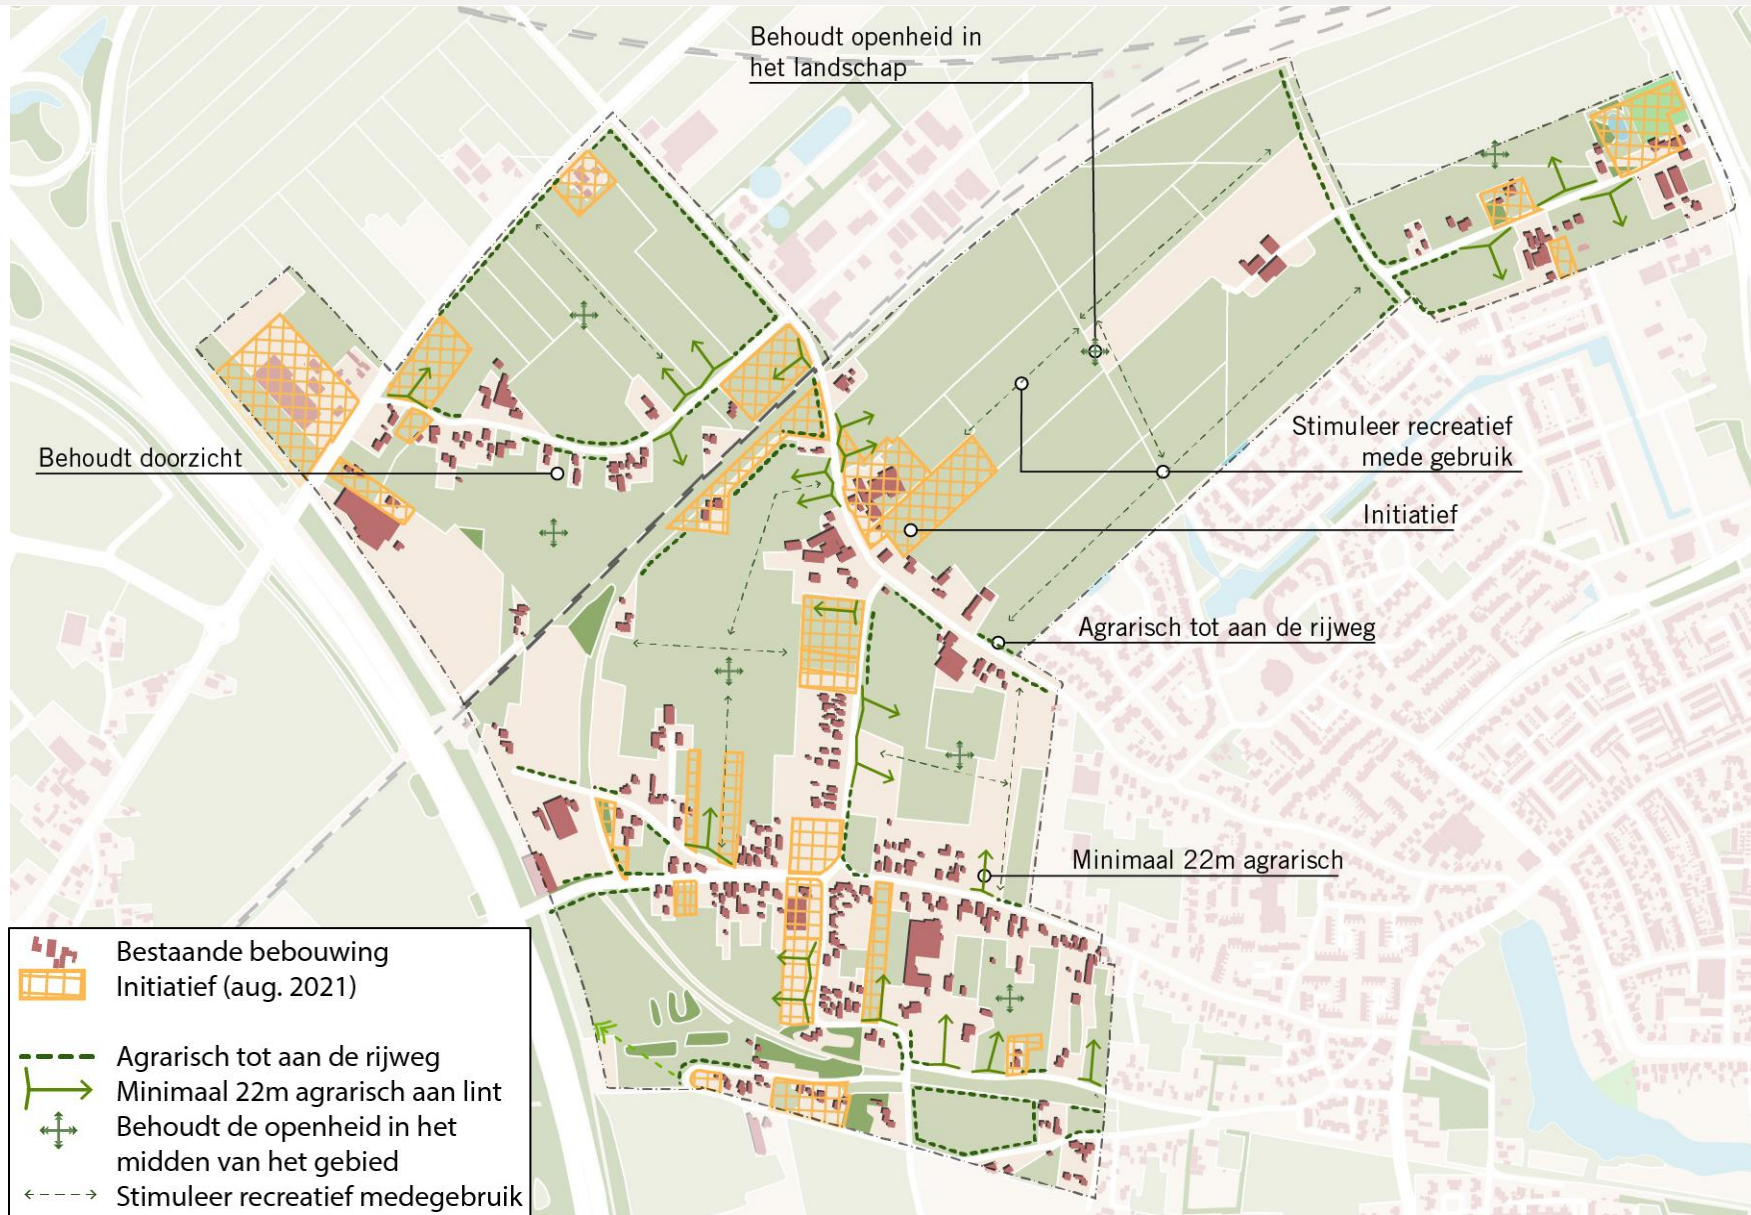 Behoudt openheid in
het landschap
Stimuleer recreatief
mede gebruik
Behoudt doorzicht
Initiatief
Agrarisch tot aan de rijweg
Minimaal 22m agrarisch
Bestaande bebouwing
Initiatief (aug. 2021)
Agrarisch tot aan de rijweg
Minimaal 22m agrarisch aan lint
Behoudt de openheid in het
midden van het gebied
Stimuleer recreatief medegebruik